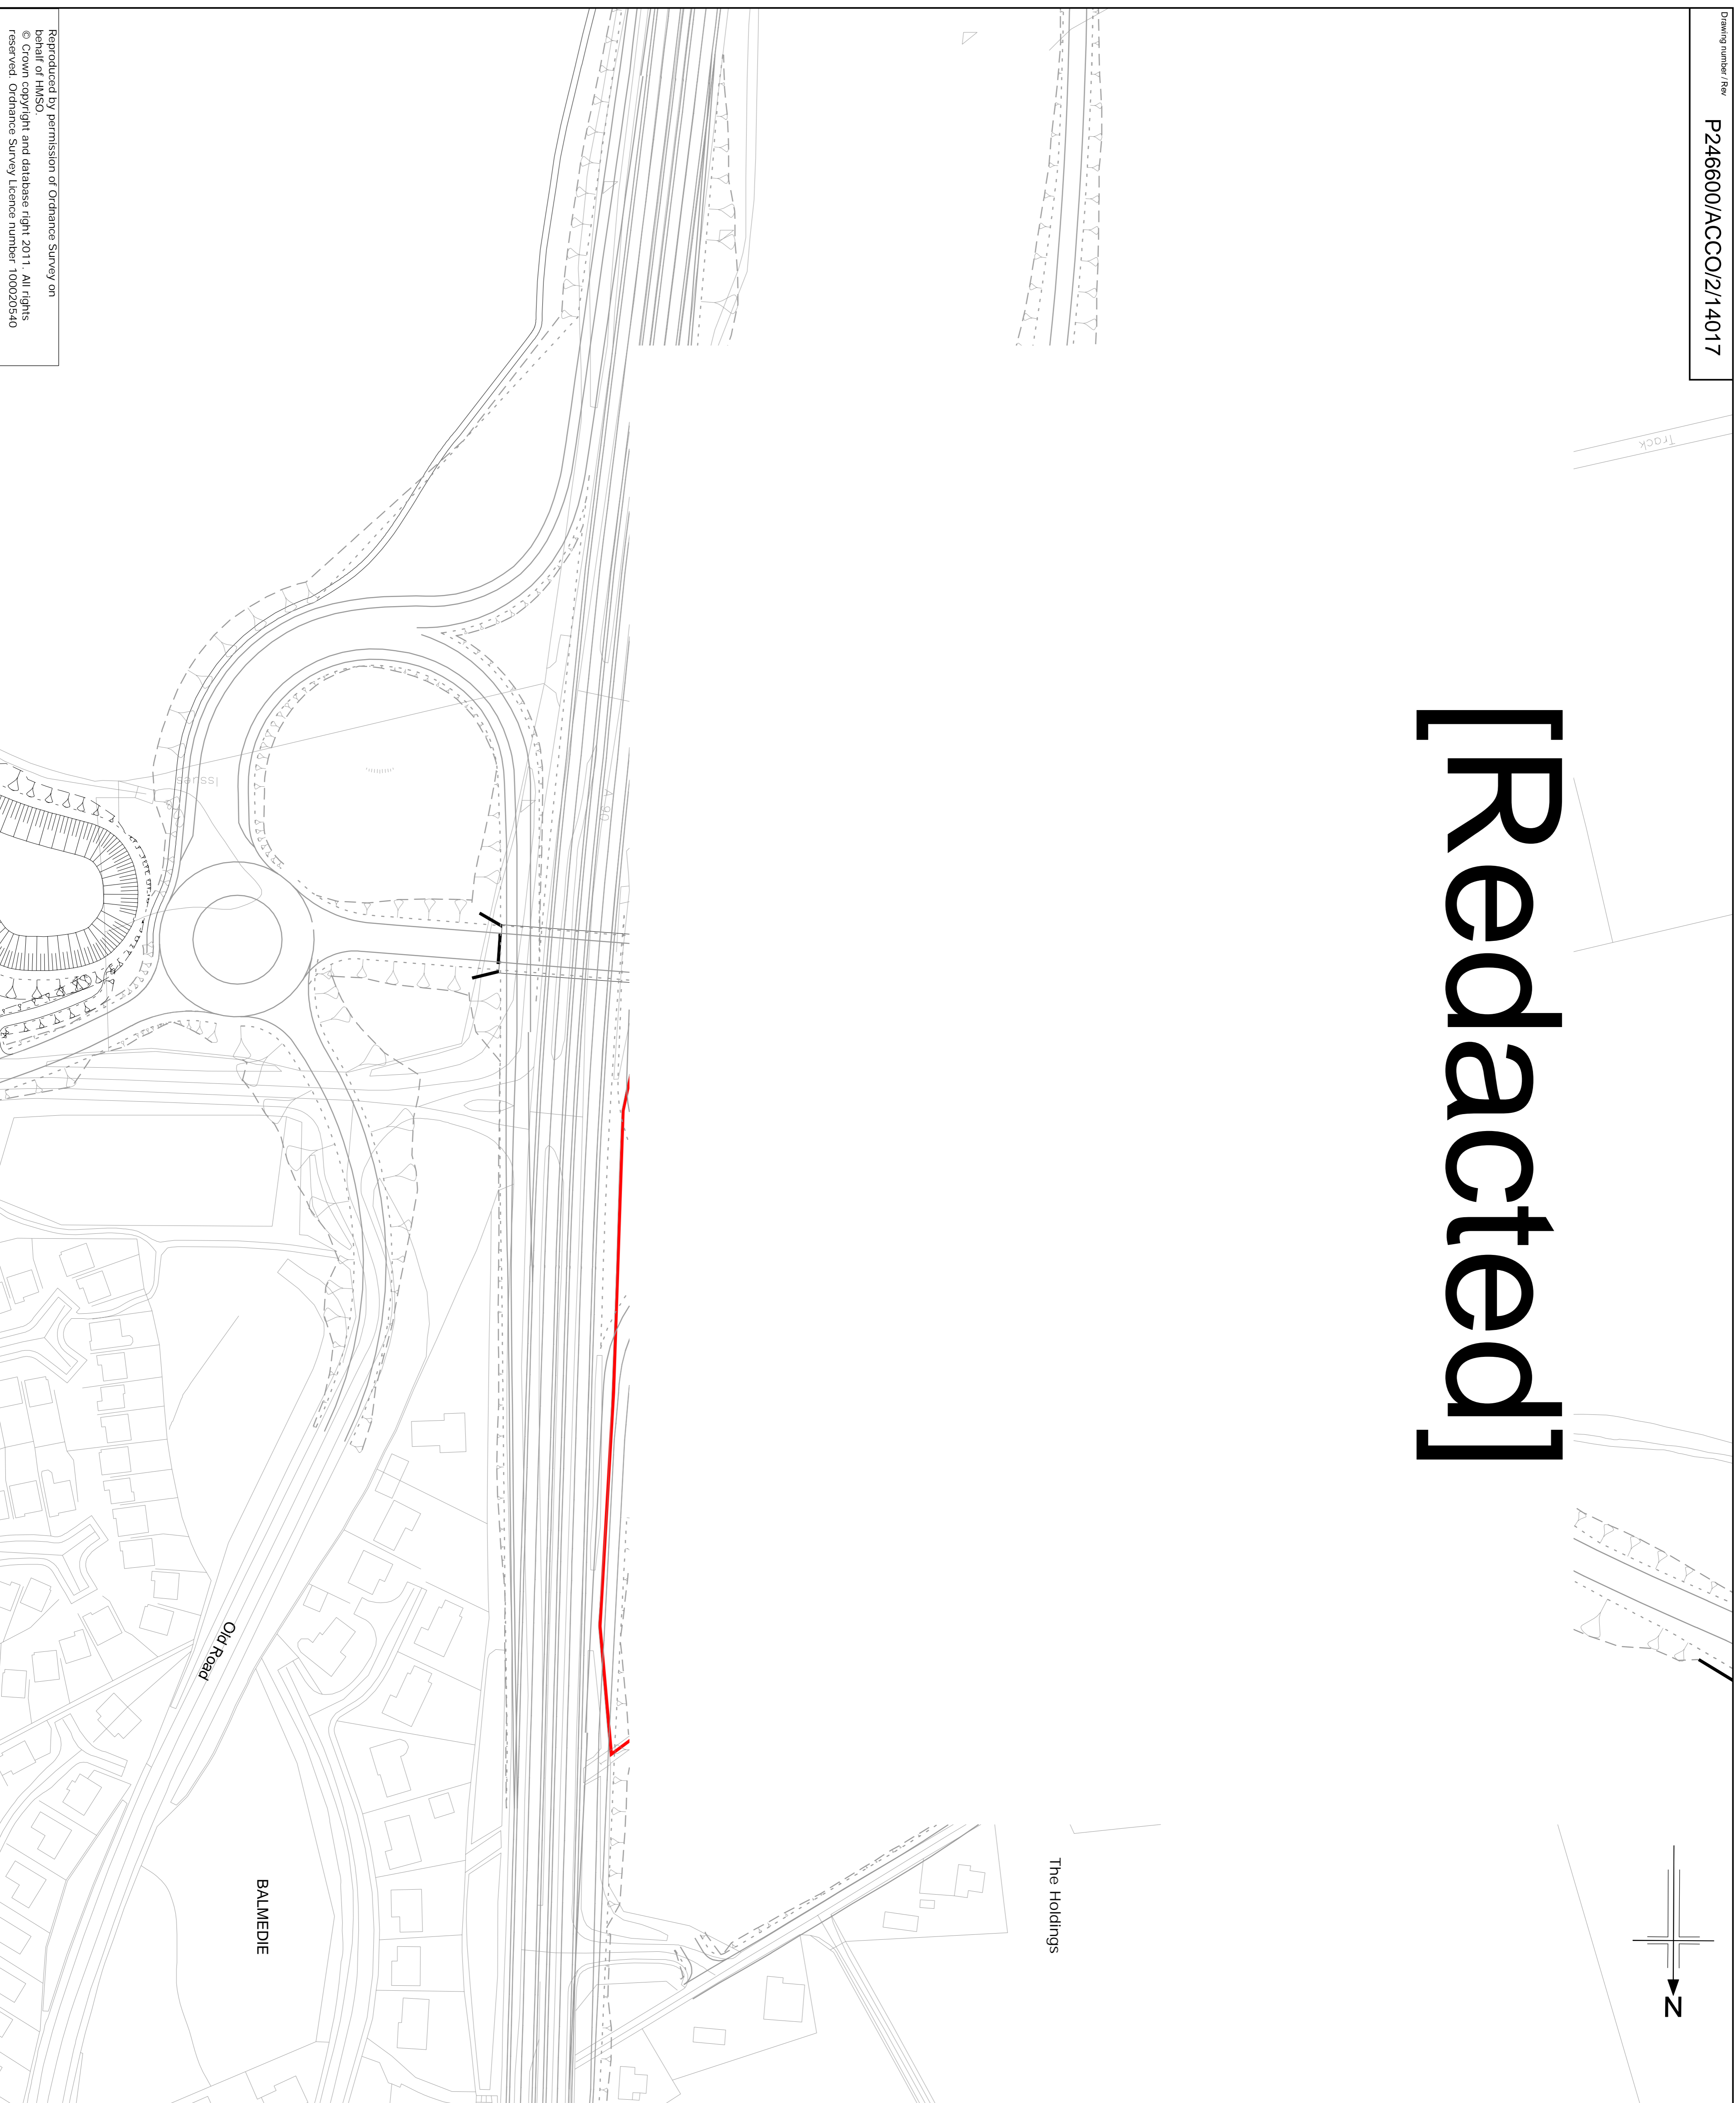 Drawing number / Rev
P246600/ACCO/2/14017
Track
[Redacted]
N
The Holdings
A 90
Issues
Old Road
BALMEDIE
Reproduced by permission of Ordnance Survey on
behalf of HMSO.
© Crown copyright and database right 2011. All rights
reserved. Ordnance Survey Licence number 100020540